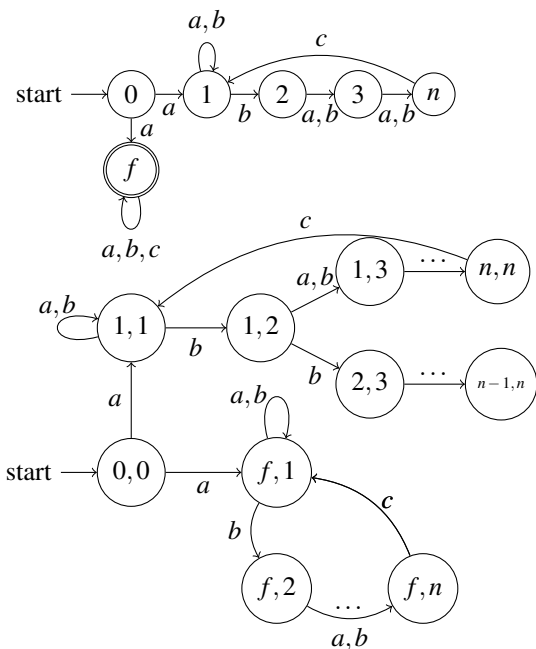 a,b
c
start 0 a 1 b 2 a,b 3 a,b n
a
f
a,b,c
c
a,b 1,3 ... n,n
a,b 1,1 b 1,2
b 2,3 ... n−1,n
a a,b
start 0,0 a f,1
b c
f,2 ... f,n
a,b